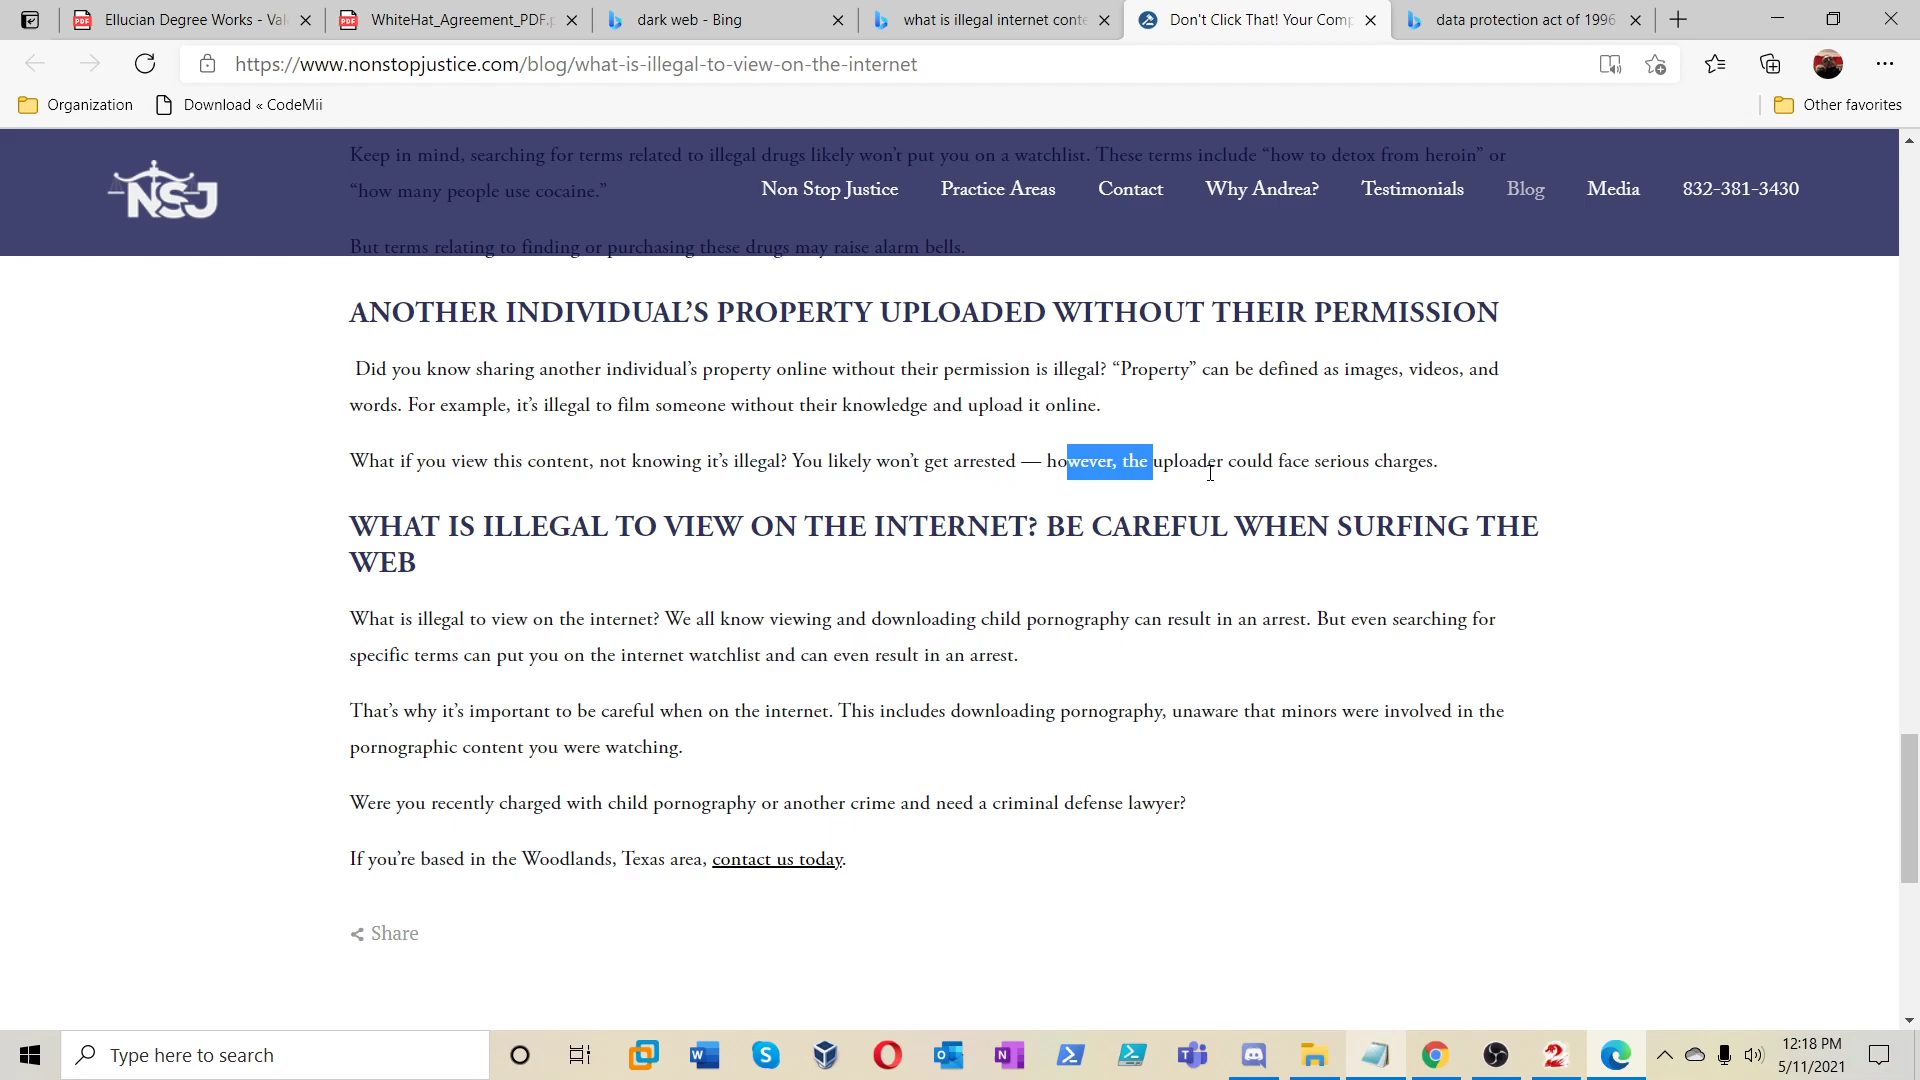 Ellucian Degree Works - Val
WhiteHat_Agreement_PDF.p
dark web - Bing
what is illegal internet conte
Don't Click That! Your Comp
data protection act of 1996
https://www.nonstopjustice.com/blog/what-is-illegal-to-view-on-the-internet
Organization
Download « CodeMii
Other favorites
Keep in mind, searching for terms related to illegal drugs likely won't put you on a watchlist. These terms include “how to detox from heroin” or
“how many people use cocaine.”
NSJ
Non Stop Justice
Practice Areas
Contact
Why Andrea?
Testimonials
Blog
Media
832-381-3430
But terms relating to finding or purchasing these drugs may raise alarm bells.
ANOTHER INDIVIDUAL’S PROPERTY UPLOADED WITHOUT THEIR PERMISSION
Did you know sharing another individual’s property online without their permission is illegal? “Property” can be defined as images, videos, and
words. For example, it’s illegal to film someone without their knowledge and upload it online.
What if you view this content, not knowing it’s illegal? You likely won’t get arrested — however, the uploader could face serious charges.
WHAT IS ILLEGAL TO VIEW ON THE INTERNET? BE CAREFUL WHEN SURFING THE
WEB
What is illegal to view on the internet? We all know viewing and downloading child pornography can result in an arrest. But even searching for
specific terms can put you on the internet watchlist and can even result in an arrest.
That’s why it’s important to be careful when on the internet. This includes downloading pornography, unaware that minors were involved in the
pornographic content you were watching.
Were you recently charged with child pornography or another crime and need a criminal defense lawyer?
If you’re based in the Woodlands, Texas area, contact us today.
Share
Type here to search
12:18 PM
5/11/2021